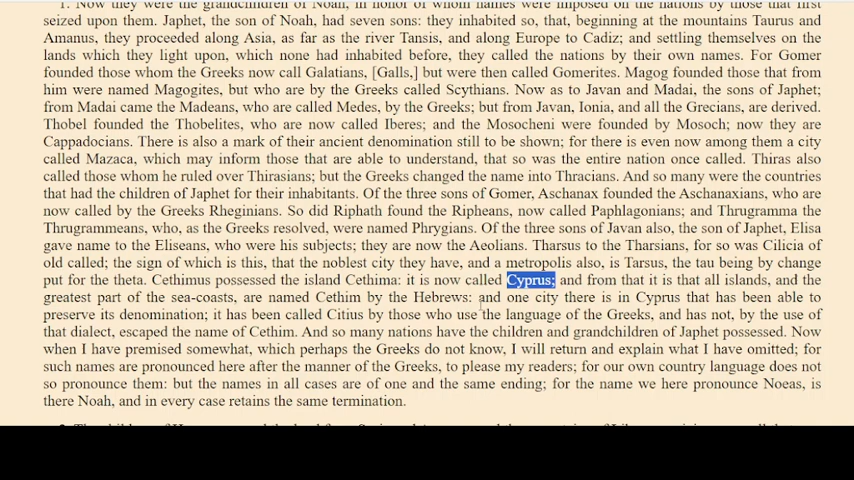 1. Now they were the grandchildren of Noah, in honor of whom names were imposed on the nations by those that first
seized upon them. Japhet, the son of Noah, had seven sons: they inhabited so, that, beginning at the mountains Taurus and
Amanus, they proceeded along Asia, as far as the river Tansis, and along Europe to Cadiz; and settling themselves on the
lands which they light upon, which none had inhabited before, they called the nations by their own names. For Gomer
founded those whom the Greeks now call Galatians, [Galls,] but were then called Gomerites. Magog founded those that from
him were named Magogites, but who are by the Greeks called Scythians. Now as to Javan and Madai, the sons of Japhet;
from Madai came the Madeans, who are called Medes, by the Greeks; but from Javan, Ionia, and all the Grecians, are derived.
Thobel founded the Thobelites, who are now called Iberes; and the Mosocheni were founded by Mosoch; now they are
Cappadocians. There is also a mark of their ancient denomination still to be shown; for there is even now among them a city
called Mazaca, which may inform those that are able to understand, that so was the entire nation once called. Thiras also
called those whom he ruled over Thirasians; but the Greeks changed the name into Thracians. And so many were the countries
that had the children of Japhet for their inhabitants. Of the three sons of Gomer, Aschanax founded the Aschanaxians, who are
now called by the Greeks Rheginians. So did Riphath found the Ripheans, now called Paphlagonians; and Thrugramma the
Thrugrammeans, who, as the Greeks resolved, were named Phrygians. Of the three sons of Javan also, the son of Japhet, Elisa
gave name to the Eliseans, who were his subjects; they are now the Aeolians. Tharsus to the Tharsians, for so was Cilicia of
old called; the sign of which is this, that the noblest city they have, and a metropolis also, is Tarsus, the tau being by change
put for the theta. Cethimus possessed the island Cethima: it is now called Cyprus; and from that it is that all islands, and the
greatest part of the sea-coasts, are named Cethim by the Hebrews: and one city there is in Cyprus that has been able to
preserve its denomination; it has been called Citius by those who use the language of the Greeks, and has not, by the use of
that dialect, escaped the name of Cethim. And so many nations have the children and grandchildren of Japhet possessed. Now
when I have premised somewhat, which perhaps the Greeks do not know, I will return and explain what I have omitted; for
such names are pronounced here after the manner of the Greeks, to please my readers; for our own country language does not
so pronounce them: but the names in all cases are of one and the same ending; for the name we here pronounce Noeas, is
there Noah, and in every case retains the same termination.